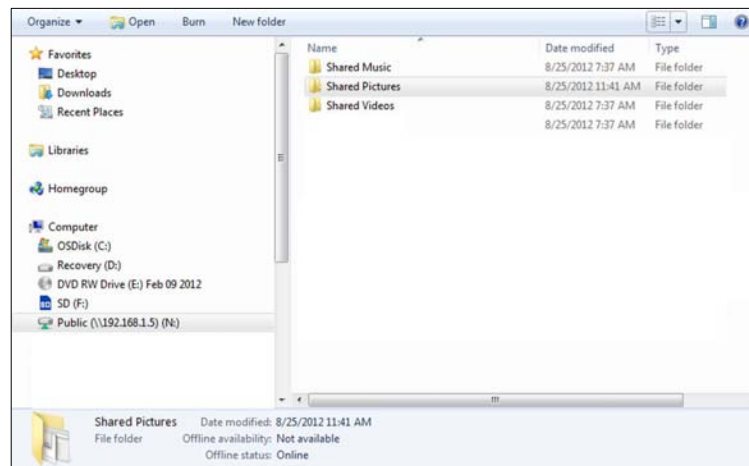 Organize ▾ Open Burn New folder
Favorites
Desktop
Downloads
Recent Places
Libraries
Homegroup
Computer
OSDisk (C:)
Recovery (D:)
DVD RW Drive (E:) Feb 09 2012
SD (F:)
Public (\\192.168.1.5) (N:)
Name Date modified Type
Shared Music 8/25/2012 7:37 AM File folder
Shared Pictures 8/25/2012 11:41 AM File folder
Shared Videos 8/25/2012 7:37 AM File folder
8/25/2012 7:37 AM File folder
Shared Pictures Date modified: 8/25/2012 11:41 AM
File folder Offline availability: Not available
Offline status: Online